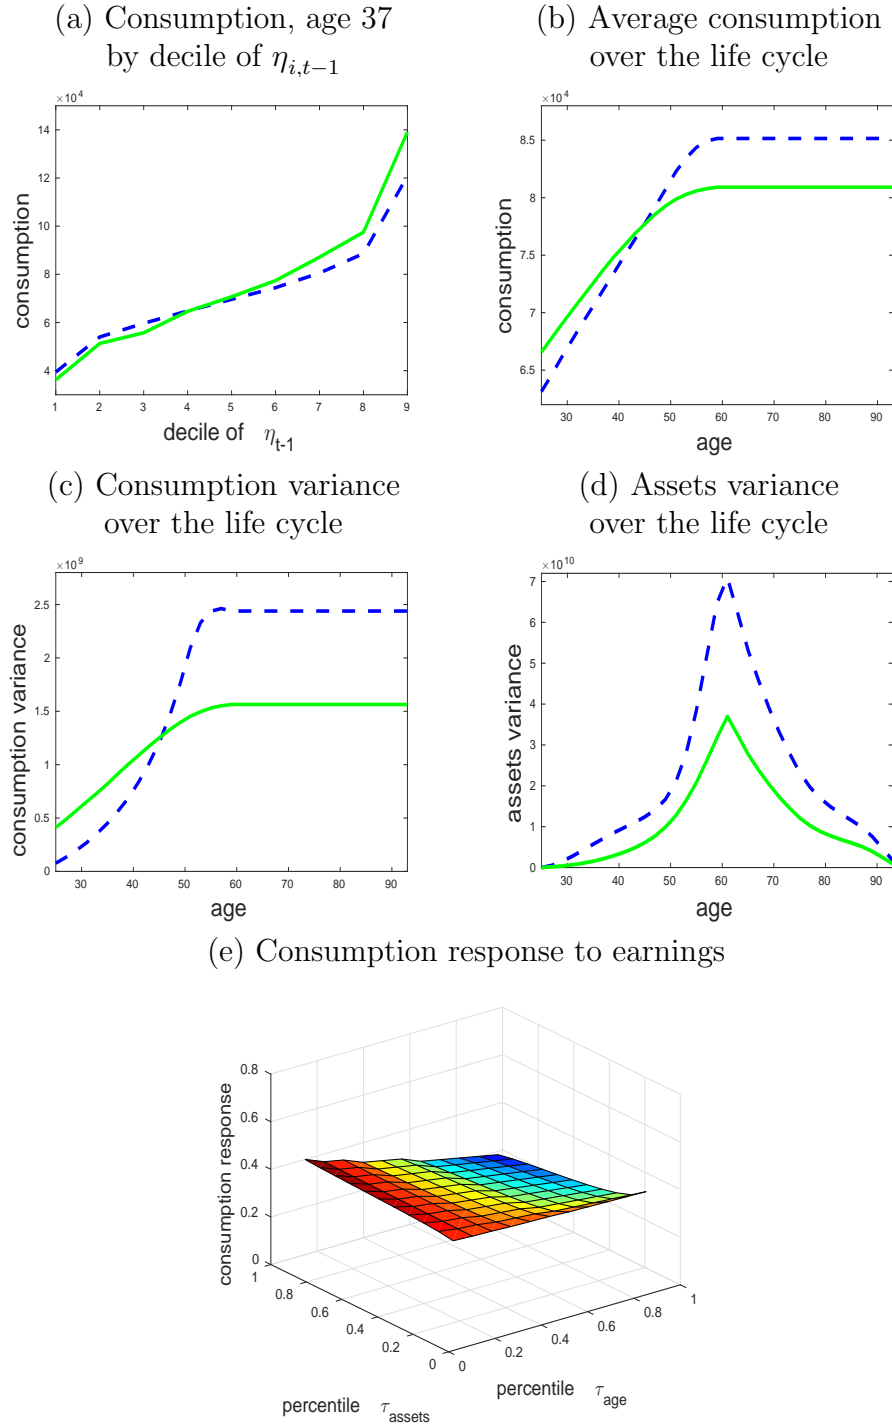 (a) Consumption, age 37
by decile of η_{i,t−1}
(b) Average consumption
over the life cycle
×10^4
14
12
10
8
6
4
consumption
1 2 3 4 5 6 7 8 9
decile of η_{t-1}
×10^4
8.5
8
7.5
7
6.5
consumption
30 40 50 60 70 80 90
age
(c) Consumption variance
over the life cycle
(d) Assets variance
over the life cycle
×10^9
2.5
2
1.5
1
0.5
0
consumption variance
30 40 50 60 70 80 90
age
×10^10
7
6
5
4
3
2
1
0
assets variance
30 40 50 60 70 80 90
age
(e) Consumption response to earnings
0.8
0.6
0.4
0.2
0
consumption response
1
0.8
0.6
0.4
0.2
0
percentile τ_{assets}
0
0.2
0.4
0.6
0.8
1
percentile τ_{age}